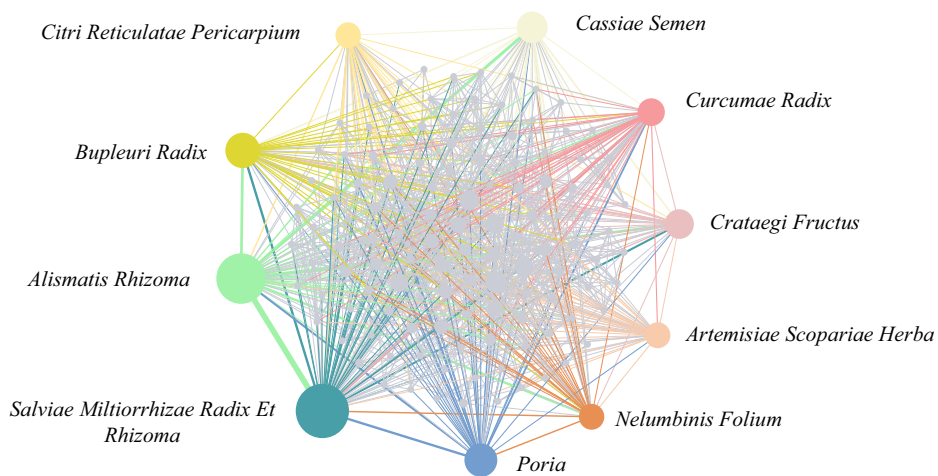 Cassiae Semen
Citri Reticulatae Pericarpium
Curcumae Radix
Bupleuri Radix
Crataegi Fructus
Alismatis Rhizoma
Artemisiae Scopariae Herba
Salviae Miltiorrhizae Radix Et
Rhizoma
Nelumbinis Folium
Poria